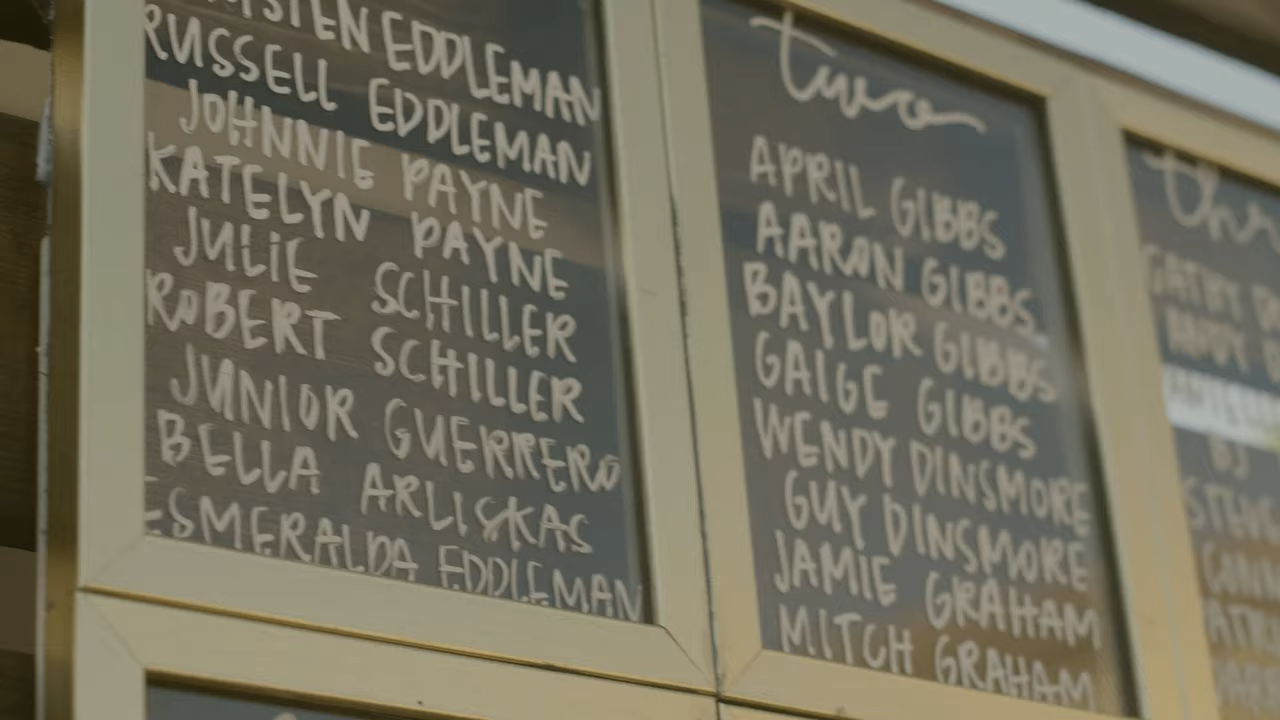 EDDLEMAN
RUSSELL EDDLEMAN
JOHNNIE PAYNE
KATELYN PAYNE
JULIE SCHILLER
ROBERT SCHILLER
JUNIOR GUERRERO
BELLA ARLISKAS
ESMERALDA EDDLEMAN
two
APRIL GIBBS
AARON GIBBS
BAYLOR GIBBS
GAIGE GIBBS
WENDY DINSMORE
GUY DINSMORE
JAMIE GRAHAM
MITCH GRAHAM